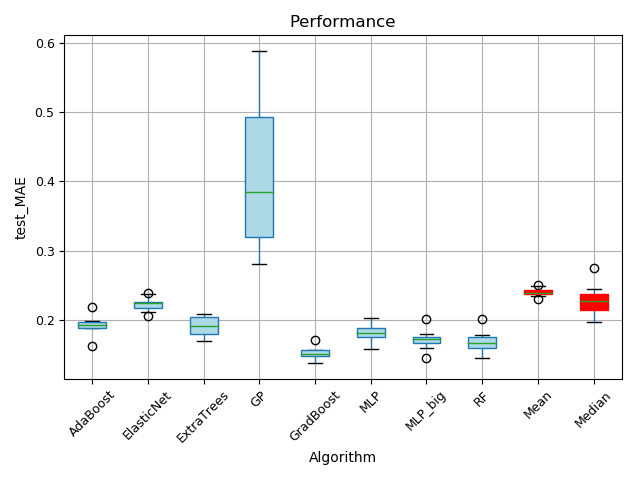 Performance
test_MAE
0.6
0.5
0.4
0.3
0.2
AdaBoost
ElasticNet
ExtraTrees
GP
GradBoost
MLP
MLP_big
RF
Mean
Median
Algorithm